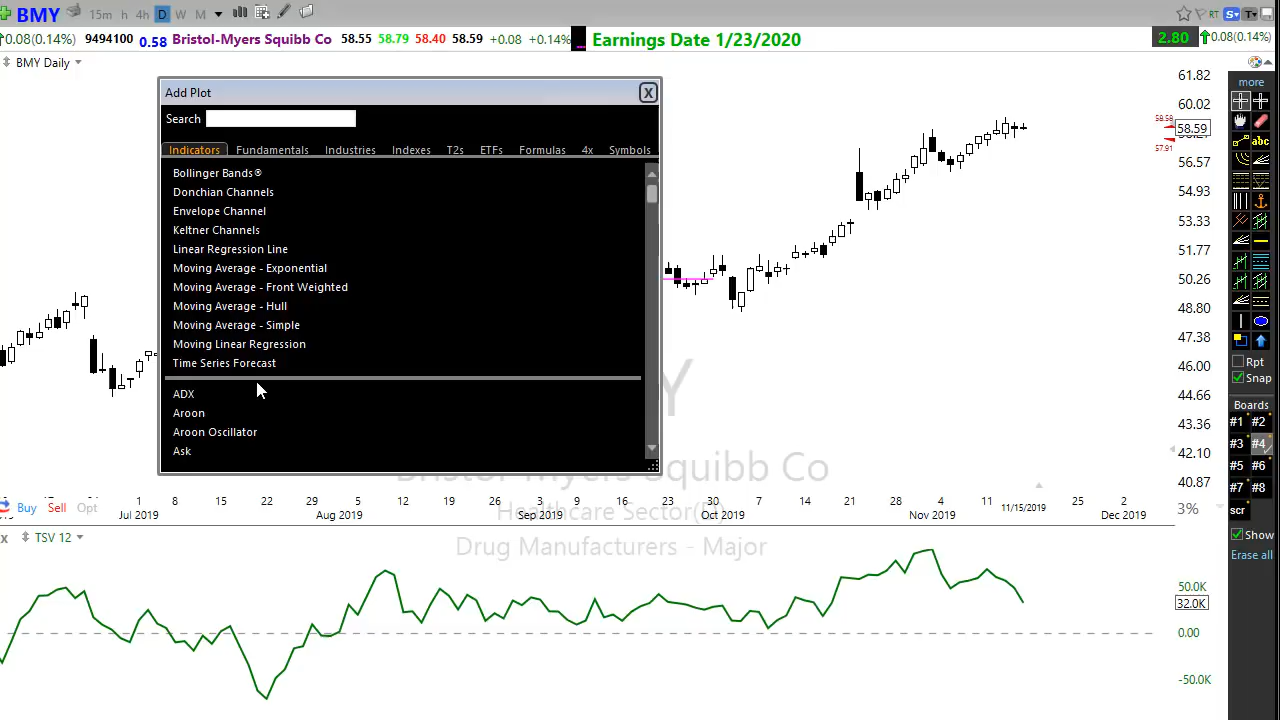 BMY 15m h 4h D W M RT S T
0.08(0.14%) 9494100 0.58 Bristol-Myers Squibb Co 58.55 58.79 58.40 58.59 +0.08 +0.14% Earnings Date 1/23/2020 2.80 0.08(0.14%)
BMY Daily
Add Plot X
Search
Indicators Fundamentals Industries Indexes T2s ETFs Formulas 4x Symbols
Bollinger Bands®
Donchian Channels
Envelope Channel
Keltner Channels
Linear Regression Line
Moving Average - Exponential
Moving Average - Front Weighted
Moving Average - Hull
Moving Average - Simple
Moving Linear Regression
Time Series Forecast
ADX
Aroon
Aroon Oscillator
Ask
61.82
60.02
58.58
58.59
57.91
56.57
54.93
53.33
51.77
50.26
48.80
47.38
46.00
44.66
43.36
42.10
40.87
3%
more
abc
Rpt
Snap
Boards
#1 #2
#3 #4
#5 #6
#7 #8
scr
Show
Erase all
Squibb Co
Healthcare Sector
Drug Manufacturers - Major
1 8 15 22 29 5 12 19 26 3 9 16 23 30 7 14 21 28 4 11 25 2
Jul 2019 Aug 2019 Sep 2019 Oct 2019 Nov 2019 11/15/2019 Dec 2019
Buy Sell Opt
x TSV 12
50.0K
32.0K
0.00
-50.0K